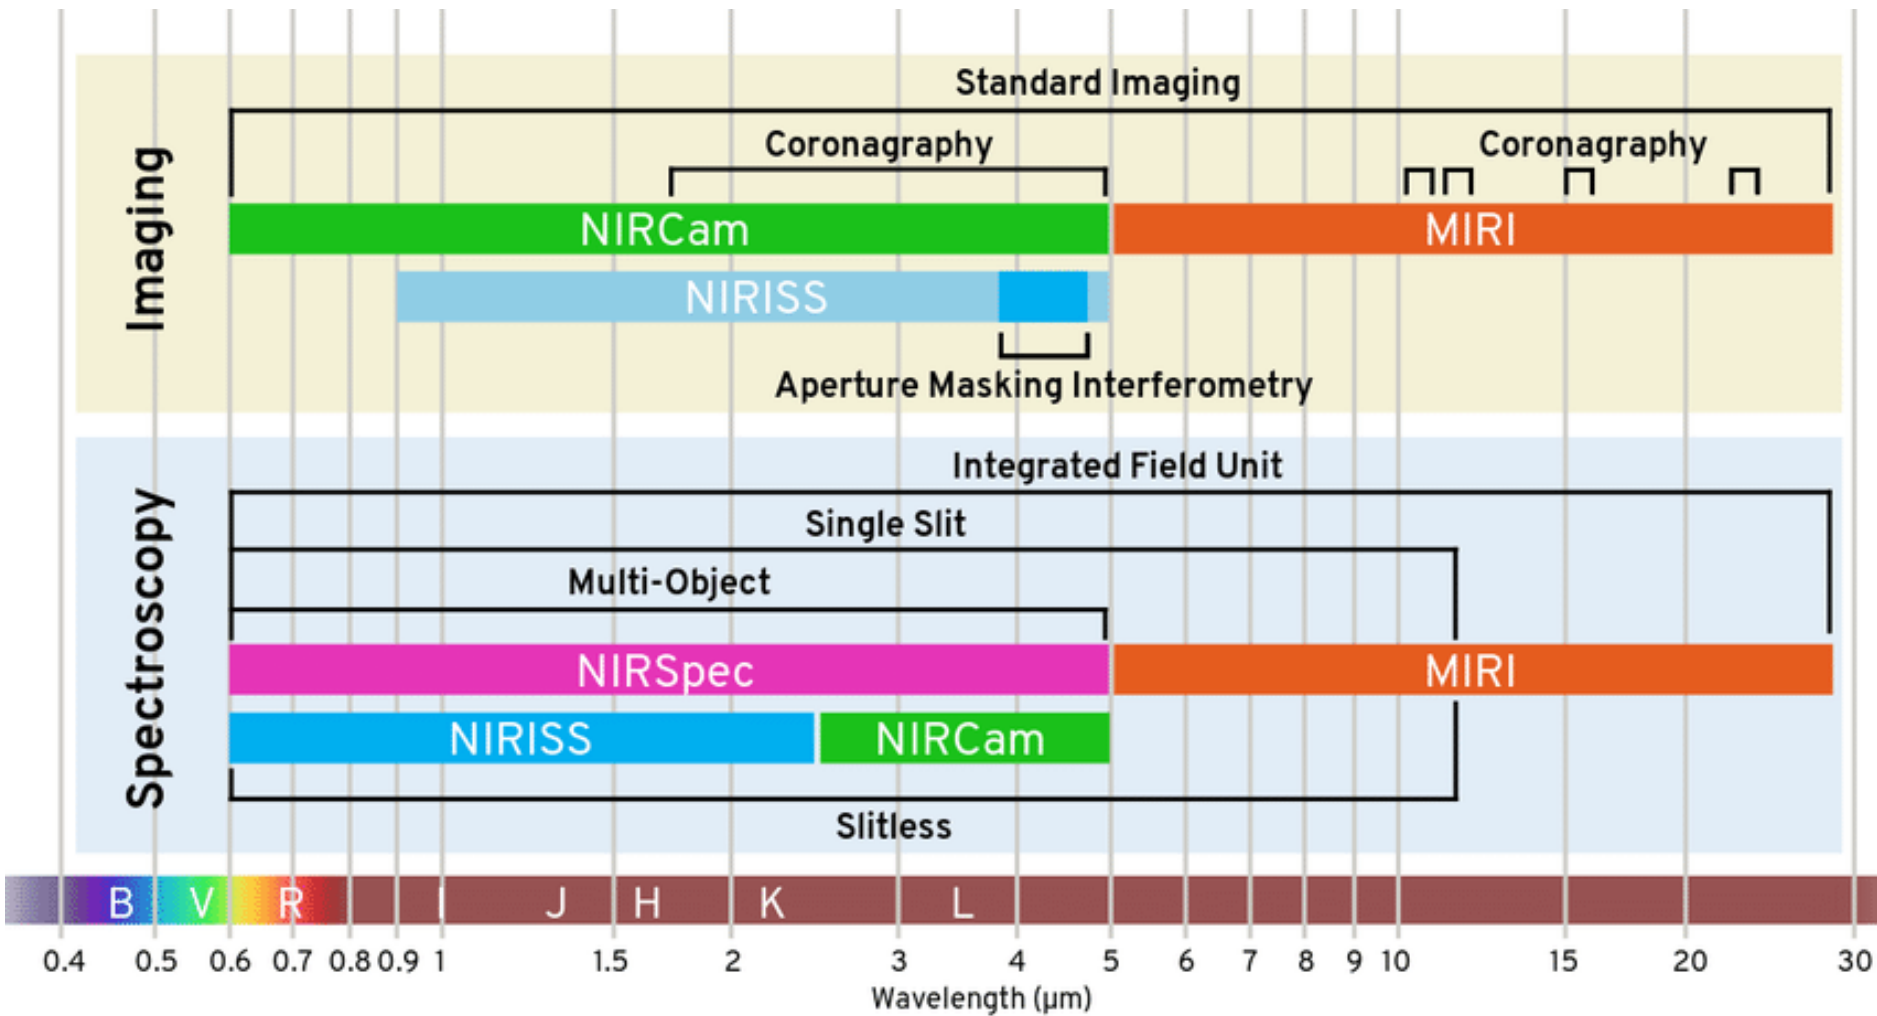 Imaging
Standard Imaging
Coronagraphy
Coronagraphy
NIRCam
MIRI
NIRISS
Aperture Masking Interferometry
Spectroscopy
Integrated Field Unit
Single Slit
Multi-Object
NIRSpec
MIRI
NIRISS
NIRCam
Slitless
B V R I J H K L
0.4 0.5 0.6 0.7 0.8 0.9 1 1.5 2 3 4 5 6 7 8 9 10 15 20 30
Wavelength (μm)